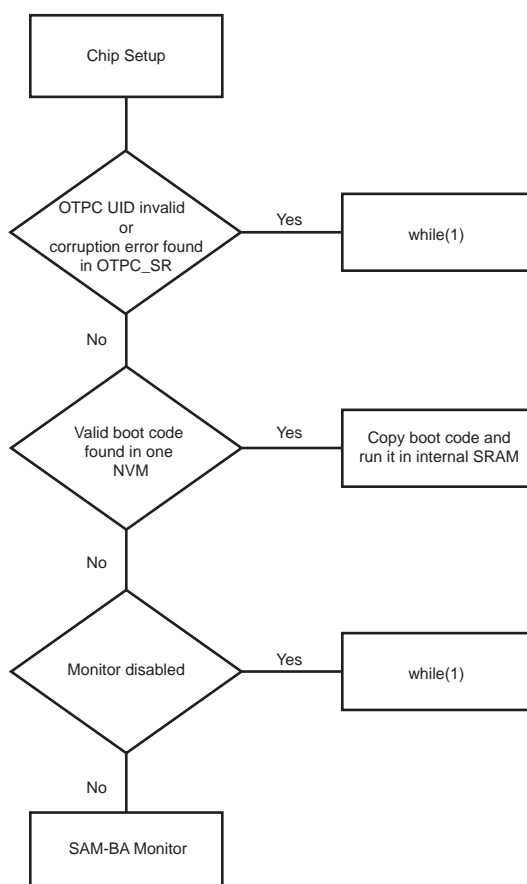 Chip Setup
OTPC UID invalid
or
corruption error found
in OTPC_SR
Yes
while(1)
No
Valid boot code
found in one
NVM
Yes
Copy boot code and
run it in internal SRAM
No
Monitor disabled
Yes
while(1)
No
SAM-BA Monitor